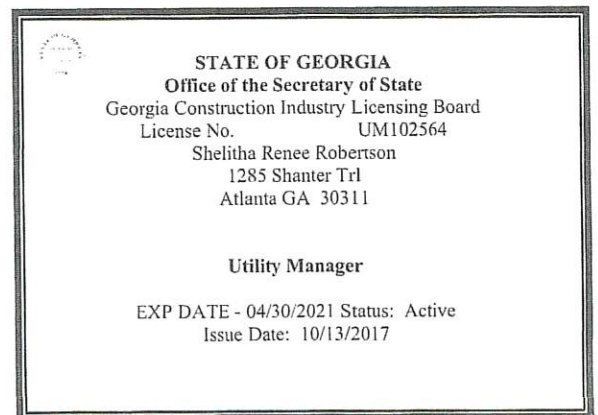 STATE OF GEORGIA
Office of the Secretary of State
Georgia Construction Industry Licensing Board
License No. UM102564
Shelitha Renee Robertson
1285 Shanter Trl
Atlanta GA 30311
Utility Manager
EXP DATE - 04/30/2021 Status: Active
Issue Date: 10/13/2017